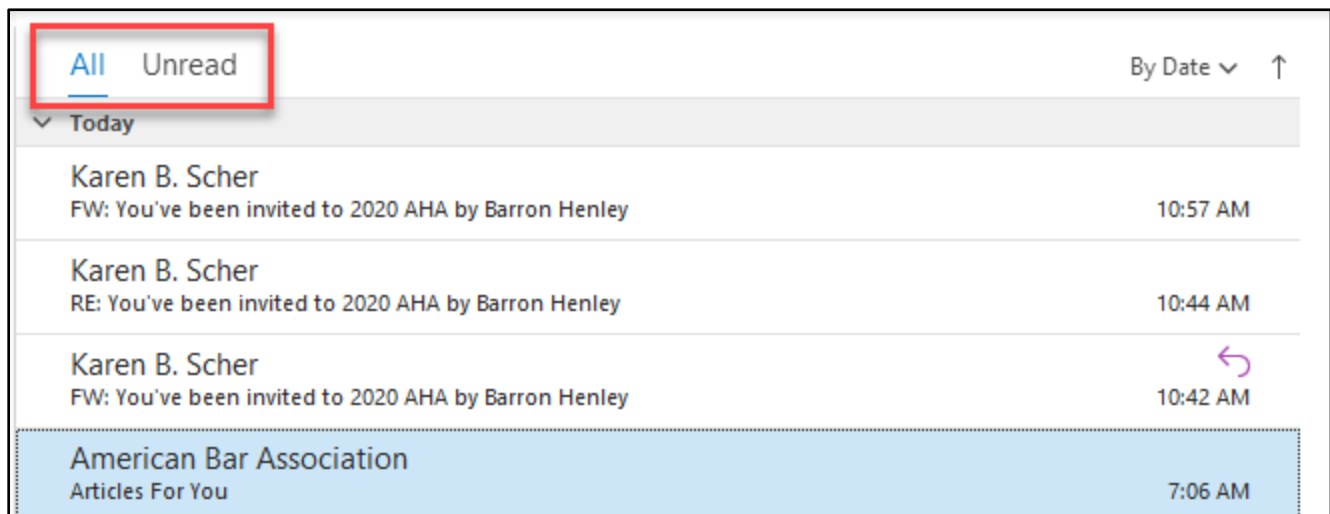 All Unread By Date
Today
Karen B. Scher
FW: You've been invited to 2020 AHA by Barron Henley 10:57 AM
Karen B. Scher
RE: You've been invited to 2020 AHA by Barron Henley 10:44 AM
Karen B. Scher
FW: You've been invited to 2020 AHA by Barron Henley 10:42 AM
American Bar Association
Articles For You 7:06 AM